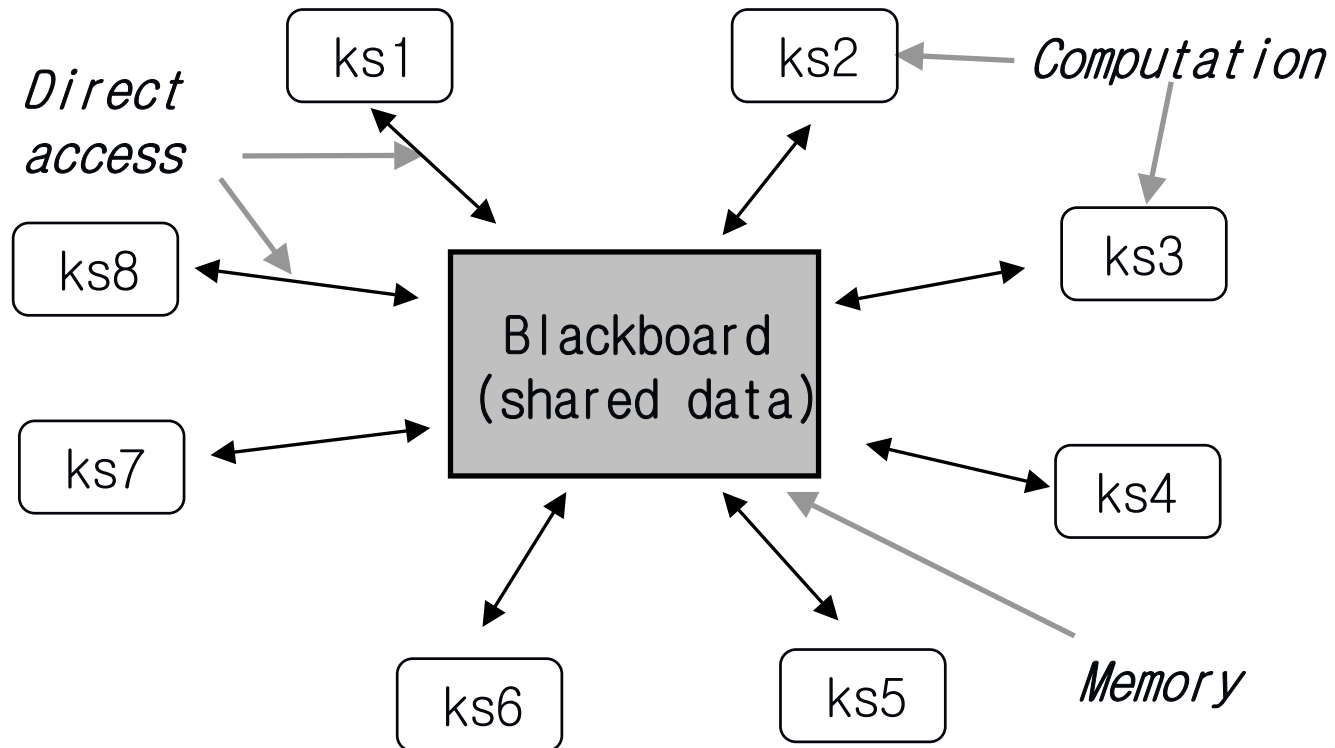 ks1
ks2
Computation
Direct
access
ks8
ks3
Blackboard
(shared data)
ks7
ks4
ks6
ks5
Memory